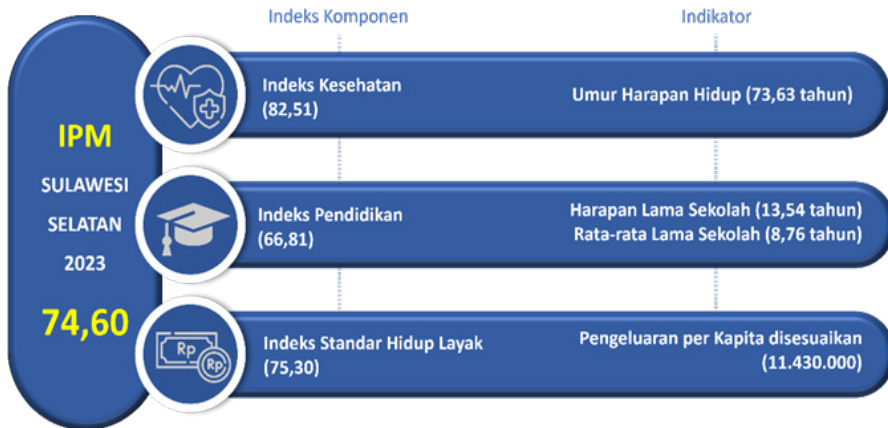 Indeks Komponen
Indikator
IPM
SULAWESI
SELATAN
2023
74,60
Indeks Kesehatan
(82,51)
Umur Harapan Hidup (73,63 tahun)
Indeks Pendidikan
(66,81)
Harapan Lama Sekolah (13,54 tahun)
Rata-rata Lama Sekolah (8,76 tahun)
Rp
Rp
Indeks Standar Hidup Layak
(75,30)
Pengeluaran per Kapita disesuaikan
(11.430.000)